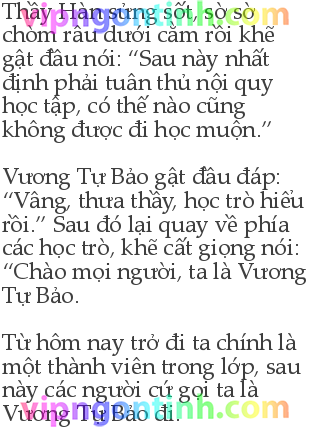 Thầy Hàn sửng sốt, sờ sờ
chòm râu dưới cằm rồi khẽ
gật đầu nói: “Sau này nhất
định phải tuân thủ nội quy
học tập, có thế nào cũng
không được đi học muộn.”
Vương Tự Bảo gật đầu đáp:
“Vâng, thưa thầy, học trò hiểu
rồi.” Sau đó lại quay về phía
các học trò, khẽ cất giọng nói:
“Chào mọi người, ta là Vương
Tự Bảo.
Từ hôm nay trở đi ta chính là
một thành viên trong lớp, sau
này các người cứ gọi ta là
Vương Tự Bảo đi.
vipngontinh.com
vipngontinh.com
vipngontinh.com